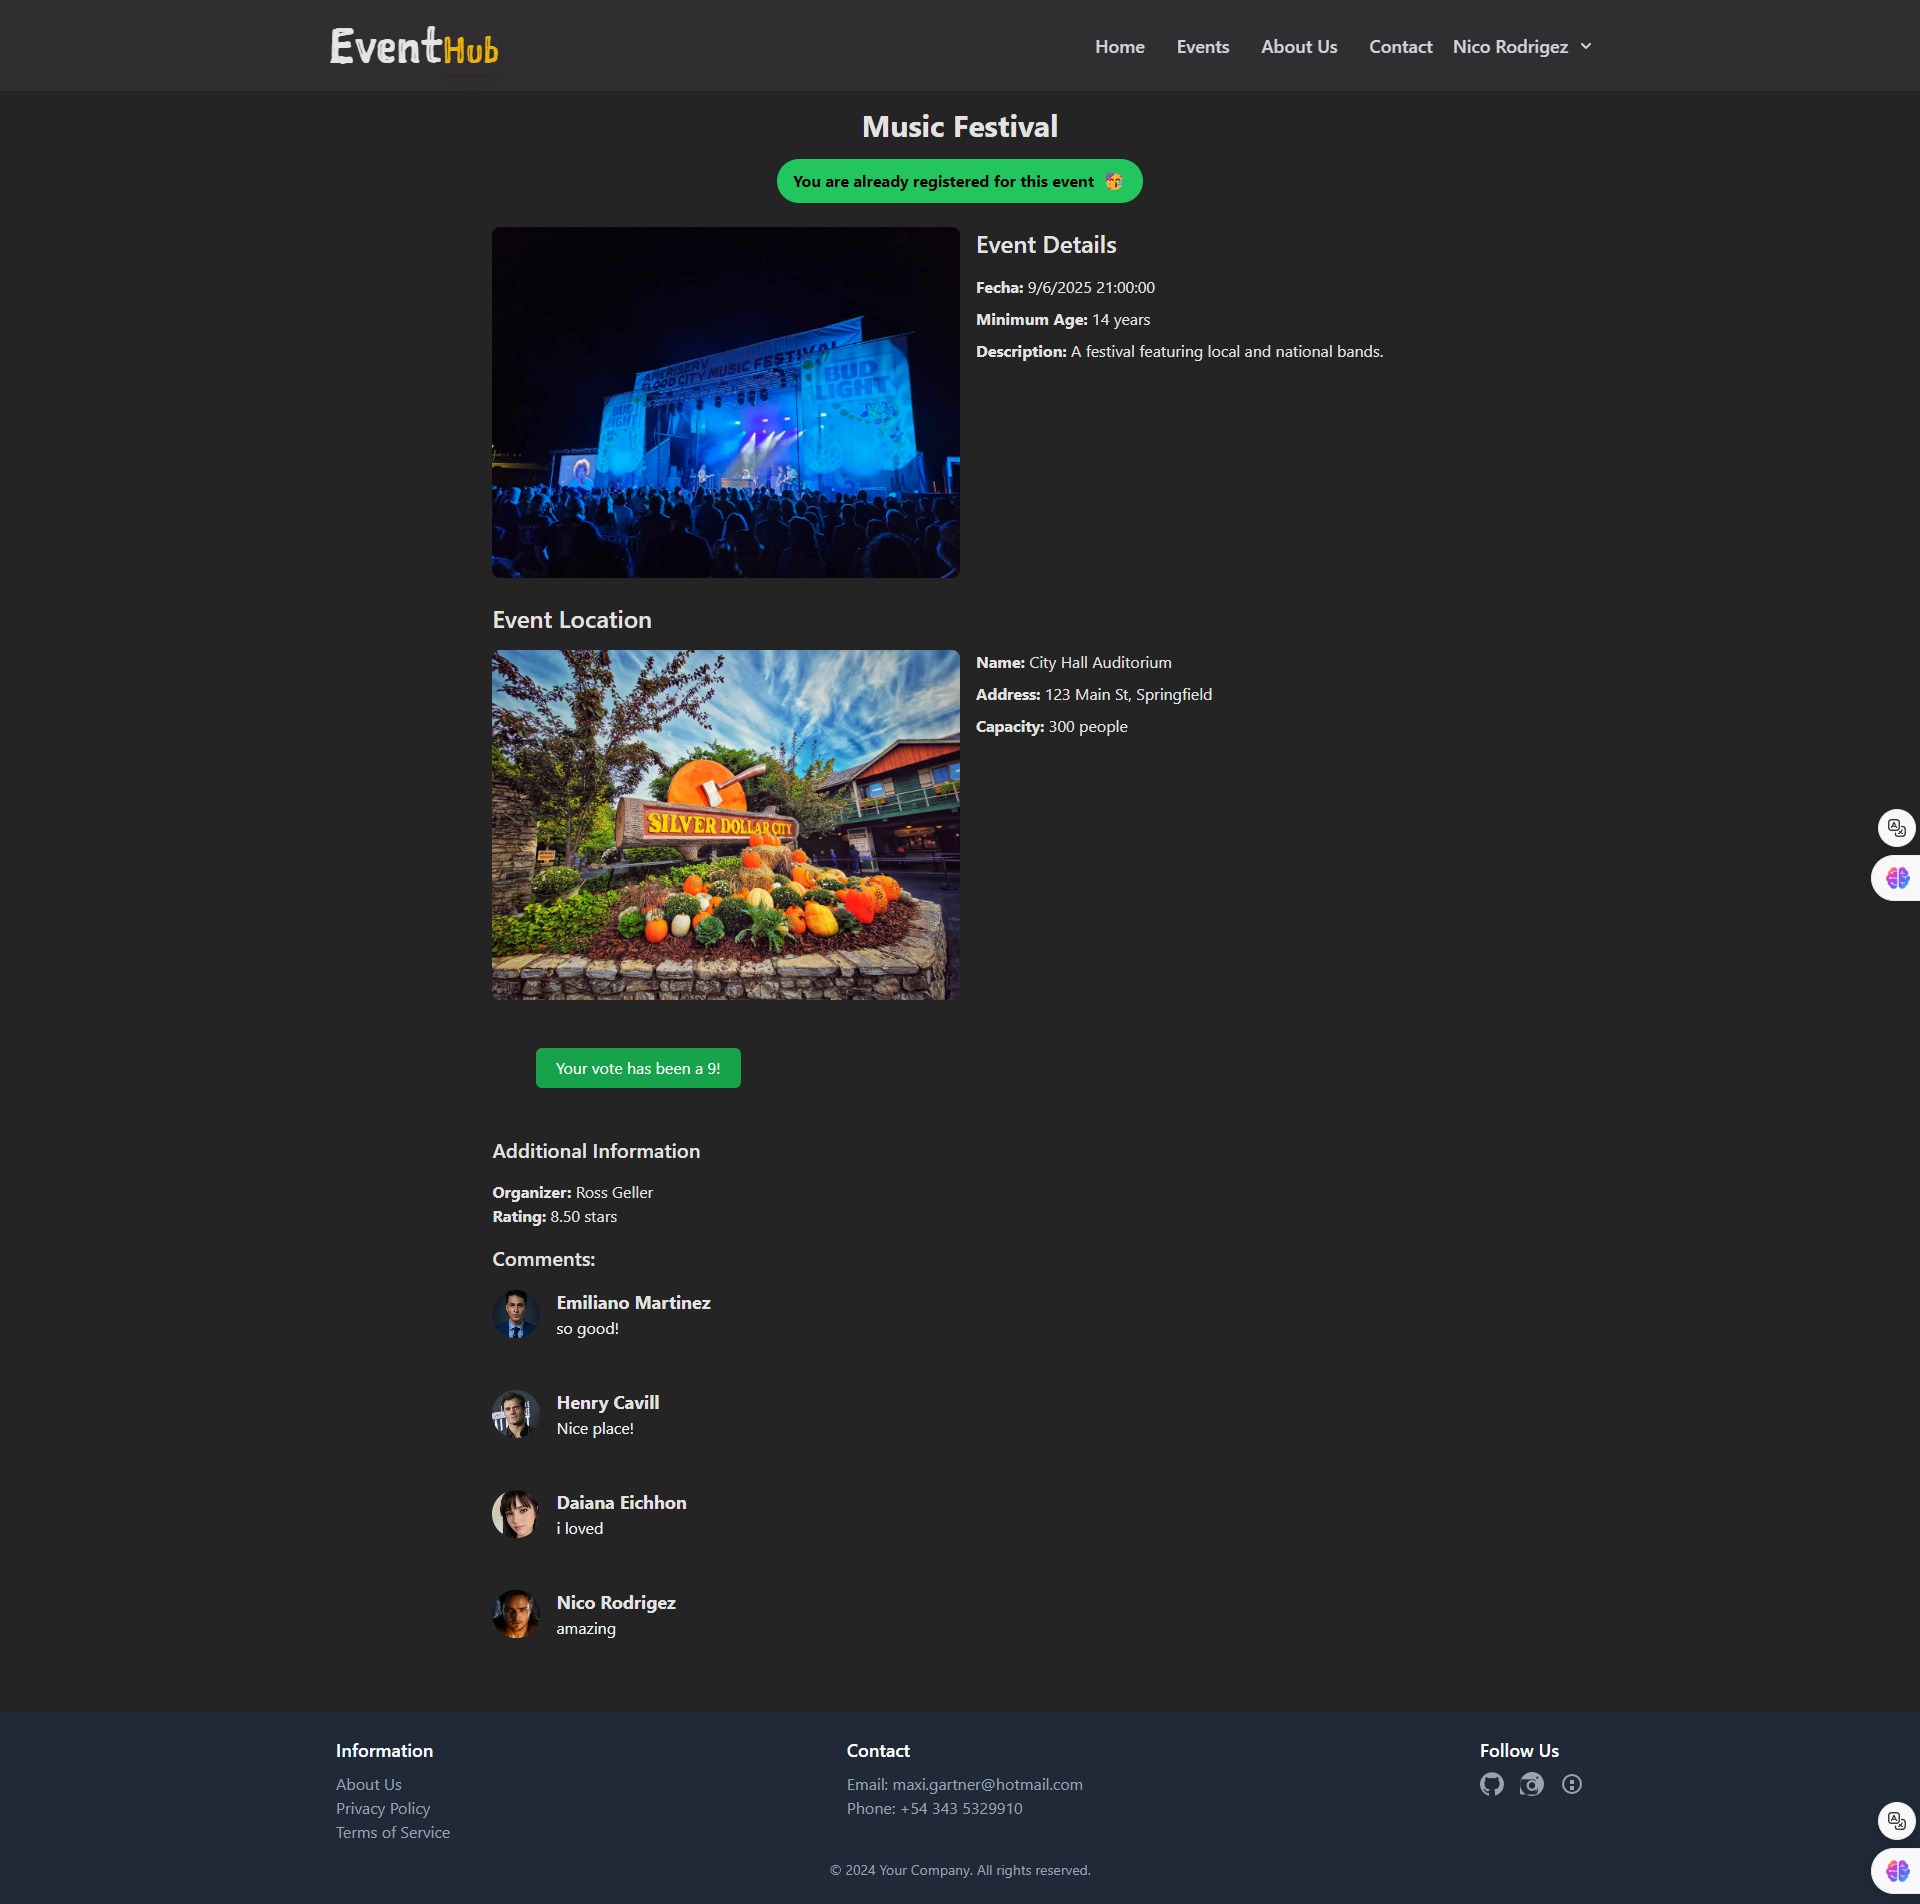 EventHub
Home
Events
About Us
Contact
Nico Rodrigez
Music Festival
You are already registered for this event 🥳
AMERISERV
FLOOD CITY MUSIC FESTIVAL
BUD
LIGHT
BUD
LIGHT
Event Details
Fecha: 9/6/2025 21:00:00
Minimum Age: 14 years
Description: A festival featuring local and national bands.
Event Location
SILVER DOLLAR CITY
Name: City Hall Auditorium
Address: 123 Main St, Springfield
Capacity: 300 people
Your vote has been a 9!
Additional Information
Organizer: Ross Geller
Rating: 8.50 stars
Comments:
Emiliano Martinez
so good!
Henry Cavill
Nice place!
Daiana Eichhon
i loved
Nico Rodrigez
amazing
Information
About Us
Privacy Policy
Terms of Service
Contact
Email: maxi.gartner@hotmail.com
Phone: +54 343 5329910
Follow Us
© 2024 Your Company. All rights reserved.